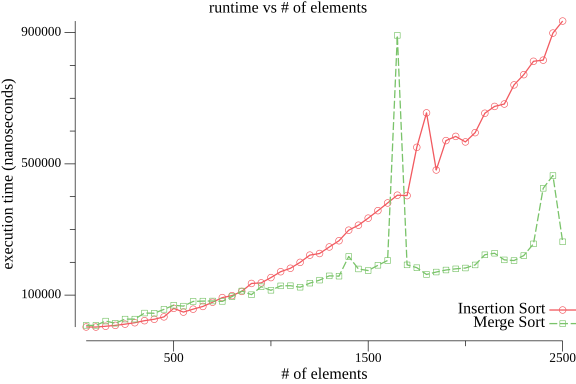 runtime vs # of elements
900000
500000
100000
execution time (nanoseconds)
Insertion Sort
Merge Sort
500
1500
2500
# of elements